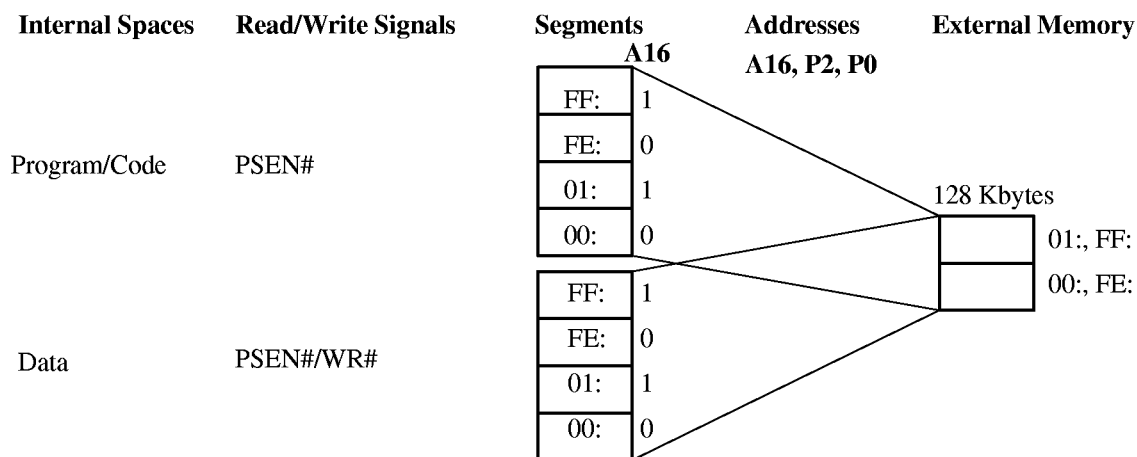 Internal Spaces Read/Write Signals Segments Addresses External Memory
A16 A16, P2, P0
FF: 1
FE: 0
Program/Code PSEN#
01: 1
128 Kbytes
00: 0
01:, FF:
00:, FE:
FF: 1
FE: 0
Data PSEN#/WR#
01: 1
00: 0